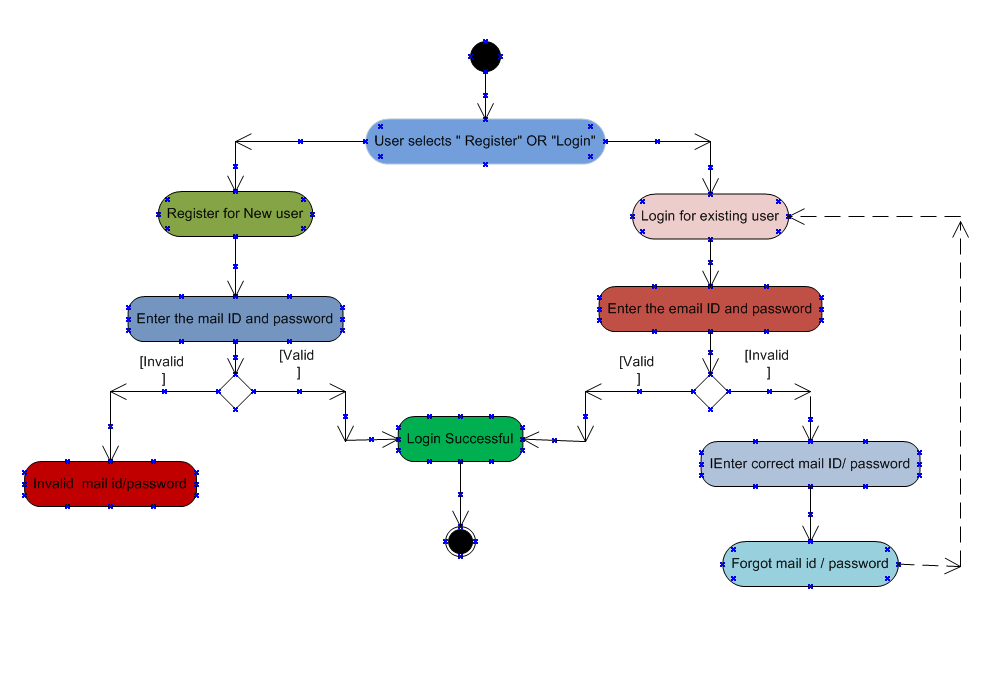 User selects " Register" OR "Login"
Register for New user
Login for existing user
Enter the mail ID and password
Enter the email ID and password
[Invalid
]
[Valid
]
[Valid
]
[Invalid
]
Login Successful
IEnter correct mail ID/ password
Invalid  mail id/password
Forgot mail id / password